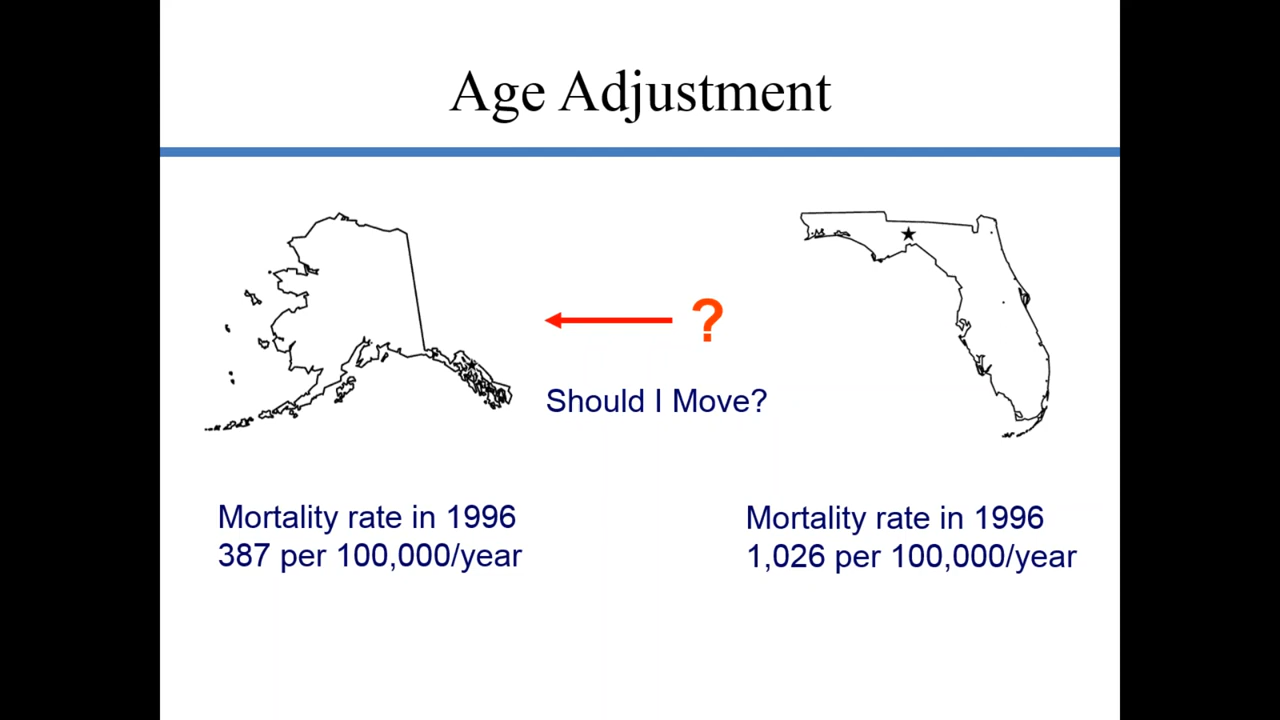 Age Adjustment
?
Should I Move?
Mortality rate in 1996
387 per 100,000/year
Mortality rate in 1996
1,026 per 100,000/year